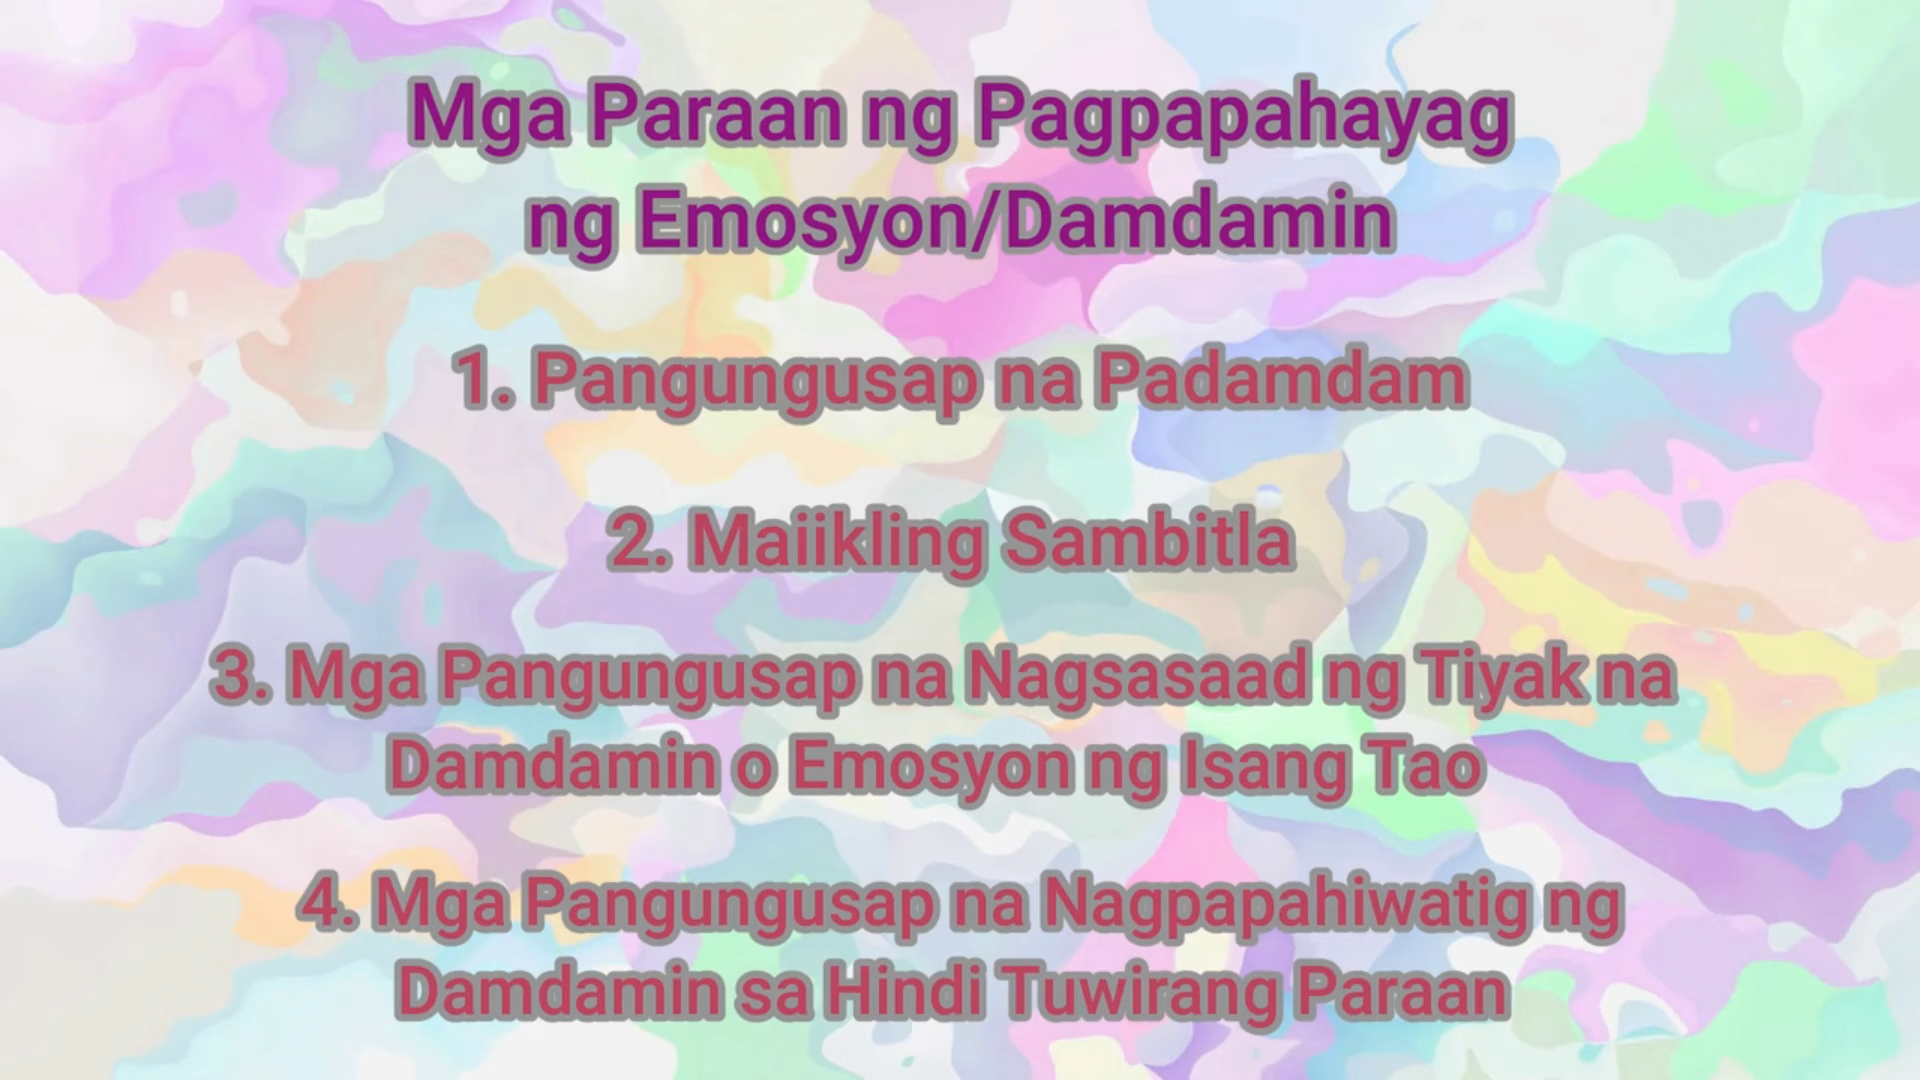 Mga Paraan ng Pagpapahayag
ng Emosyon/Damdamin
1. Pangungusap na Padamdam
2. Maiikling Sambitla
3. Mga Pangungusap na Nagsasaad ng Tiyak na
Damdamin o Emosyon ng Isang Tao
4. Mga Pangungusap na Nagpapahiwatig ng
Damdamin sa Hindi Tuwirang Paraan